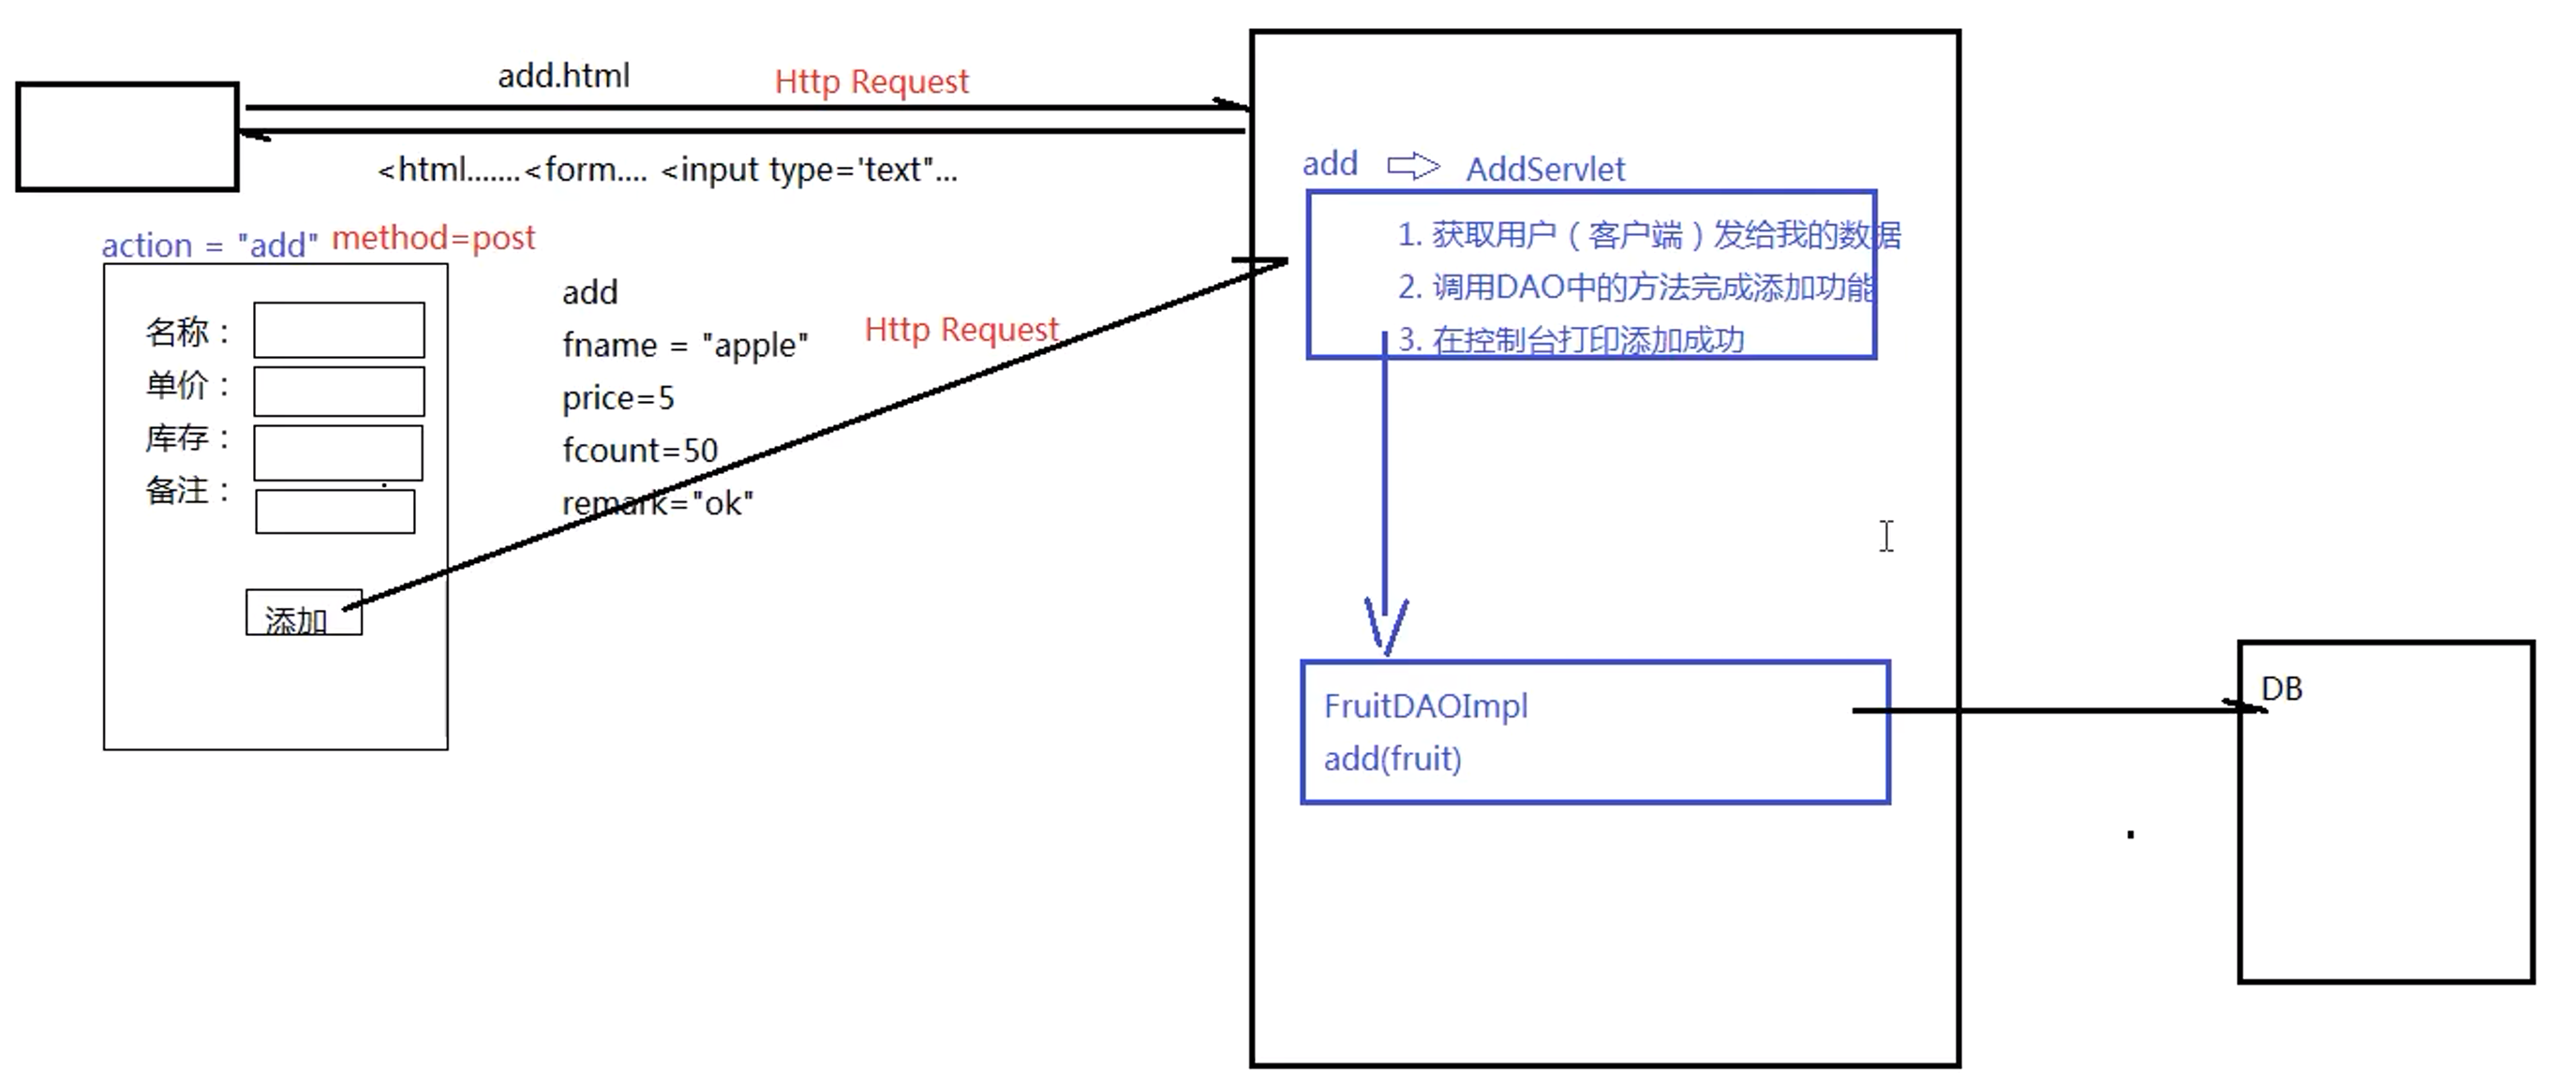 add.html
Http Request
<html.......<form.... <input type='text"...
action = "add"
method=post
名称：
单价：
库存：
备注：
添加
add
fname = "apple"
price=5
fcount=50
remark="ok"
Http Request
add
AddServlet
1. 获取用户（客户端）发给我的数据
2. 调用DAO中的方法完成添加功能
3. 在控制台打印添加成功
FruitDAOImpl
add(fruit)
DB